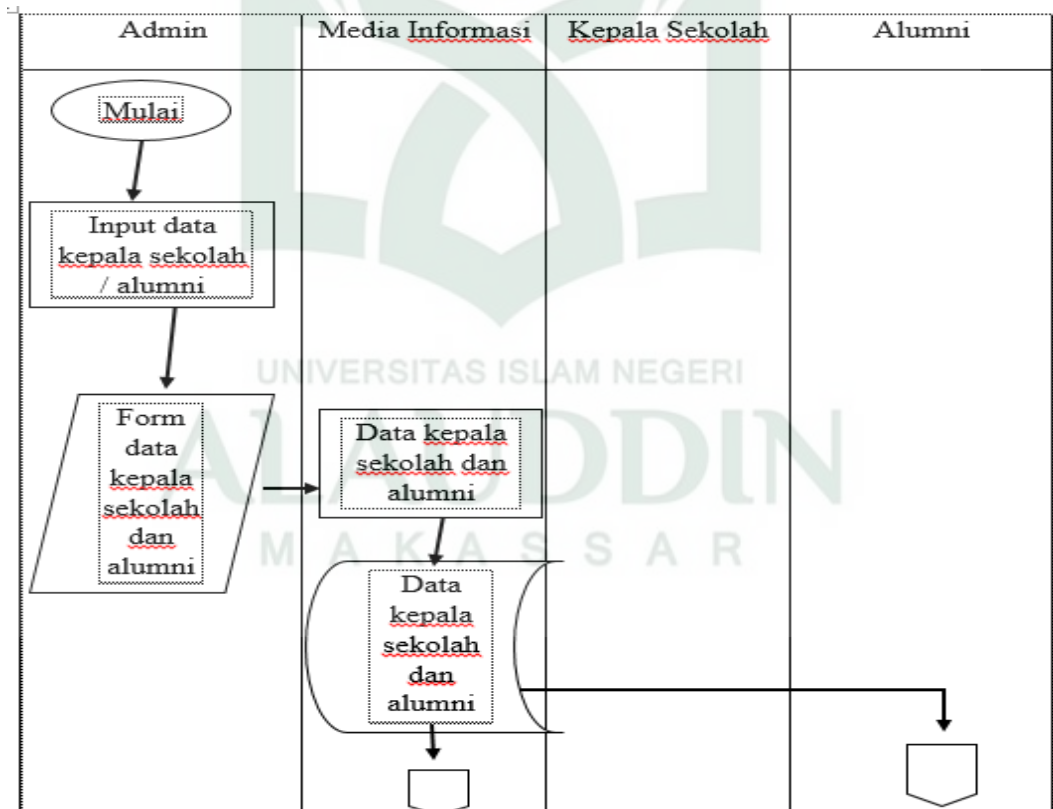 Admin
Media Informasi
Kepala Sekolah
Alumni
Mulai
Input data
kepala sekolah
/ alumni
Form
data
kepala
sekolah
dan
alumni
Data kepala
sekolah dan
alumni
Data
kepala
sekolah
dan
alumni
UNIVERSITAS ISLAM NEGERI
ALAUDDIN
MAKASSAR